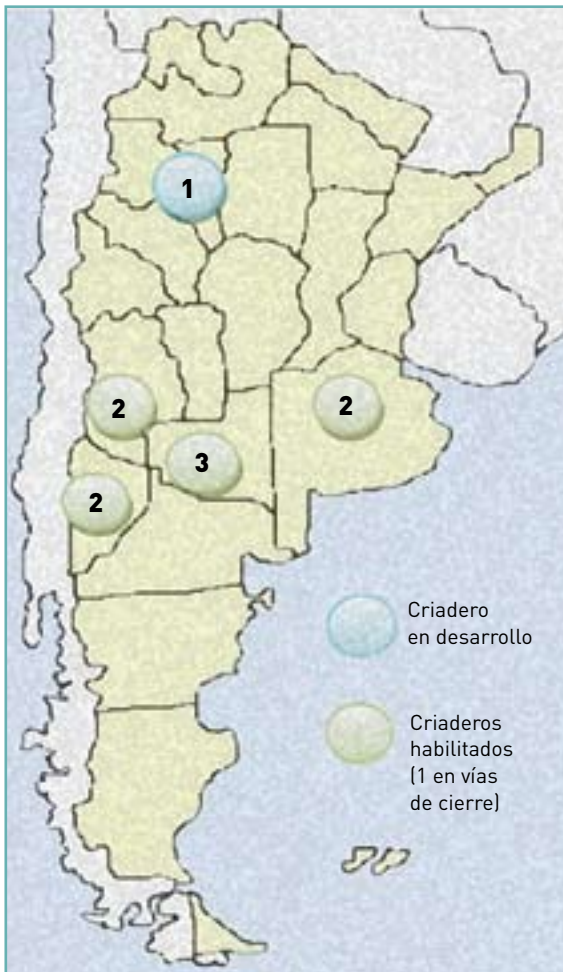 1
2
2
3
2
Criadero
en desarrollo
Criaderos
habilitados
(1 en vías
de cierre)